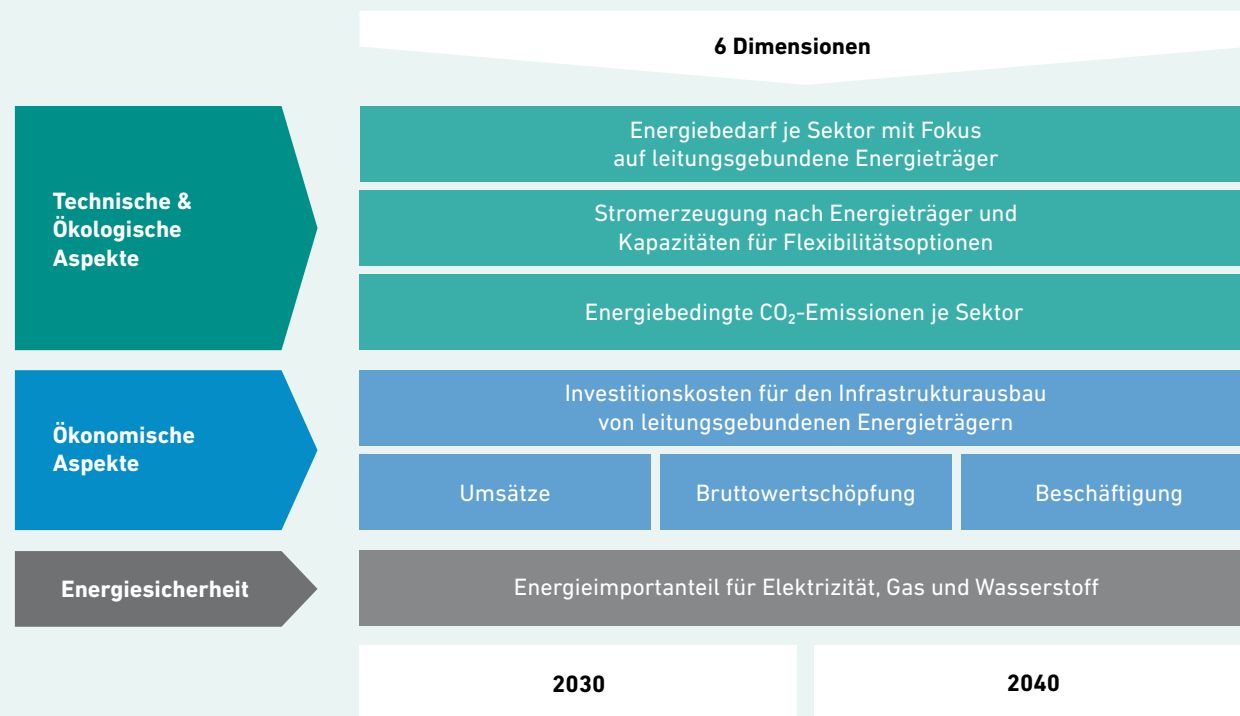 6 Dimensionen
Technische &
Ökologische
Aspekte
Energiebedarf je Sektor mit Fokus
auf leitungsgebundene Energieträger
Stromerzeugung nach Energieträger und
Kapazitäten für Flexibilitätsoptionen
Energiebedingte CO₂-Emissionen je Sektor
Ökonomische
Aspekte
Investitionskosten für den Infrastrukturausbau
von leitungsgebundenen Energieträgern
Umsätze
Bruttowertschöpfung
Beschäftigung
Energiesicherheit
Energieimportanteil für Elektrizität, Gas und Wasserstoff
2030
2040